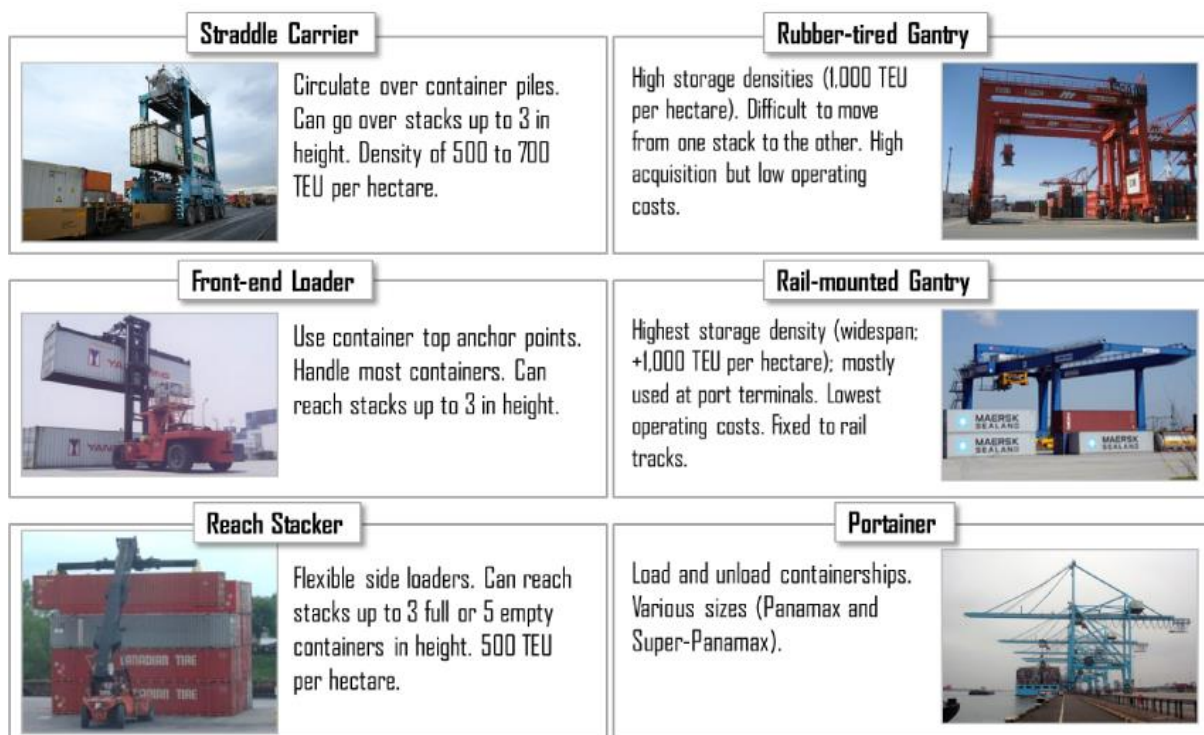 Straddle Carrier
Circulate over container piles.
Can go over stacks up to 3 in
height. Density of 500 to 700
TEU per hectare.
Rubber-tired Gantry
High storage densities (1,000 TEU
per hectare). Difficult to move
from one stack to the other. High
acquisition but low operating
costs.
Front-end Loader
Use container top anchor points.
Handle most containers. Can
reach stacks up to 3 in height.
Rail-mounted Gantry
Highest storage density (widespan;
+1,000 TEU per hectare); mostly
used at port terminals. Lowest
operating costs. Fixed to rail
tracks.
MAERSK
SEALAND
MAERSK
SEALAND
MAERSK
SEALAND
Reach Stacker
Flexible side loaders. Can reach
stacks up to 3 full or 5 empty
containers in height. 500 TEU
per hectare.
CANADIAN TIRE
TIRE
Portainer
Load and unload containerships.
Various sizes (Panamax and
Super-Panamax).